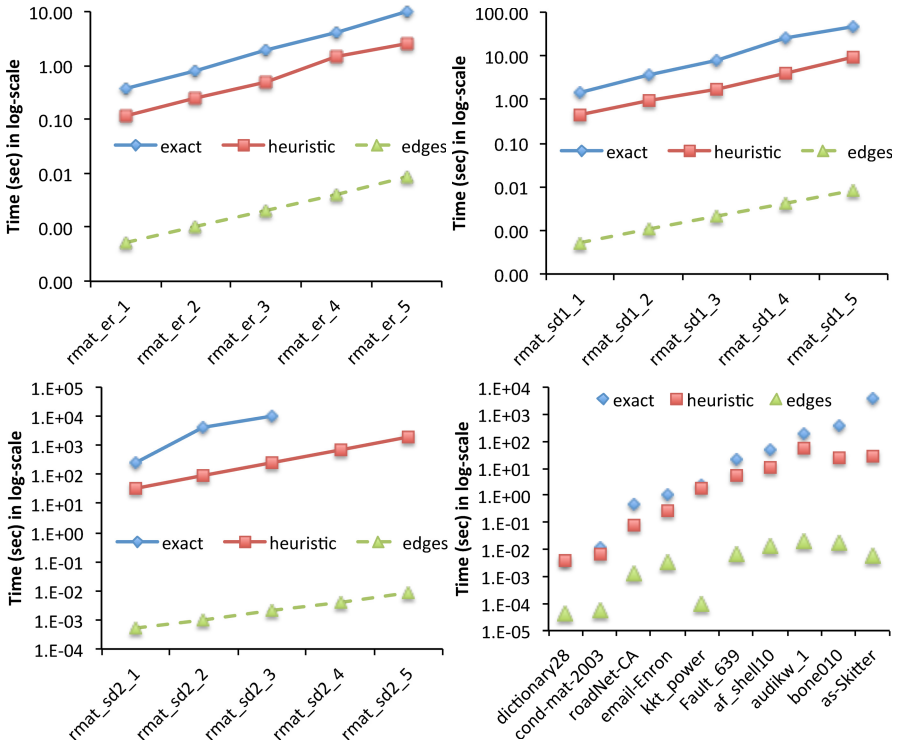 10.00
1.00
0.10
0.01
0.00
0.00
Time (sec) in log-scale
exact heuristic edges
rmat_er_1
rmat_er_2
rmat_er_3
rmat_er_4
rmat_er_5
100.00
10.00
1.00
0.10
0.01
0.00
0.00
Time (sec) in log-scale
exact heuristic edges
rmat_sd1_1
rmat_sd1_2
rmat_sd1_3
rmat_sd1_4
rmat_sd1_5
1.E+05
1.E+04
1.E+03
1.E+02
1.E+01
1.E+00
1.E-01
1.E-02
1.E-03
1.E-04
Time (sec) in log-scale
exact heuristic edges
rmat_sd2_1
rmat_sd2_2
rmat_sd2_3
rmat_sd2_4
rmat_sd2_5
1.E+04
1.E+03
1.E+02
1.E+01
1.E+00
1.E-01
1.E-02
1.E-03
1.E-04
1.E-05
Time (sec) in log-scale
exact heuristic edges
dictionary28
cond-mat-2003
roadNet-CA
email-Enron
kkt_power
Fault_639
af_shell10
audikw_1
bone010
as-Skitter